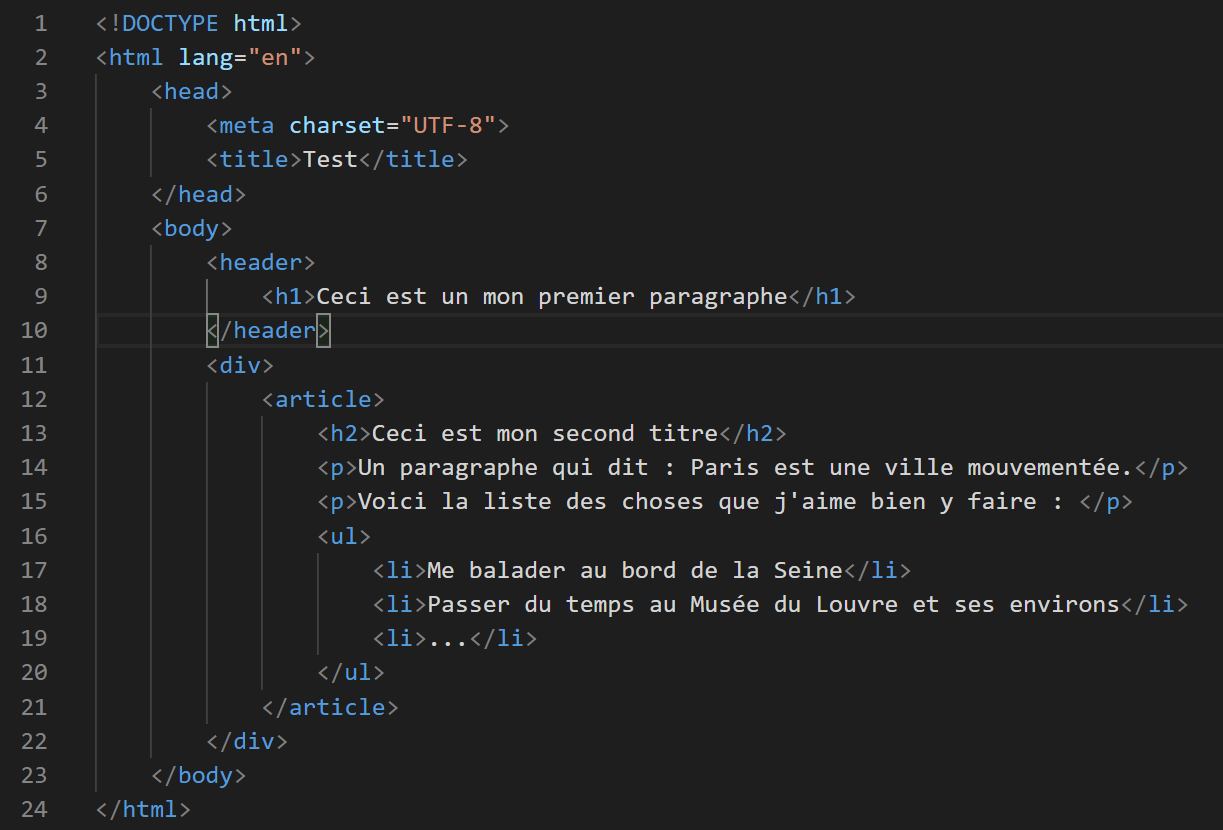 1 <!DOCTYPE html>
2 <html lang="en">
3     <head>
4         <meta charset="UTF-8">
5         <title>Test</title>
6     </head>
7     <body>
8         <header>
9             <h1>Ceci est un mon premier paragraphe</h1>
10         </header>
11         <div>
12             <article>
13                 <h2>Ceci est mon second titre</h2>
14                 <p>Un paragraphe qui dit : Paris est une ville mouvementée.</p>
15                 <p>Voici la liste des choses que j'aime bien y faire : </p>
16                 <ul>
17                     <li>Me balader au bord de la Seine</li>
18                     <li>Passer du temps au Musée du Louvre et ses environs</li>
19                     <li>...</li>
20                 </ul>
21             </article>
22         </div>
23     </body>
24 </html>